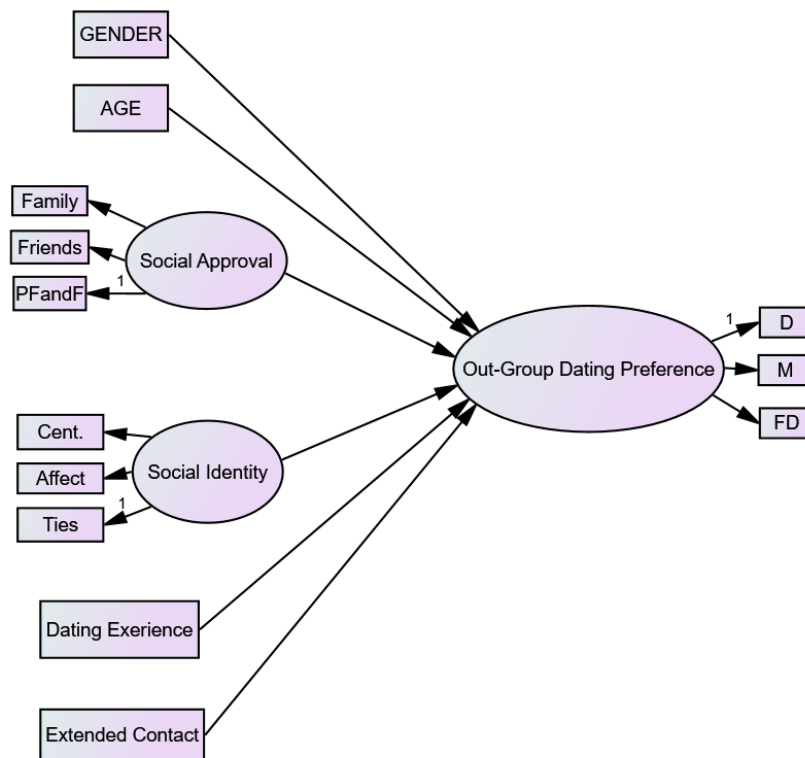 GENDER
AGE
Family
Friends
PFandF
1
Social Approval
Cent.
Affect
Ties
1
Social Identity
Dating Exerience
Extended Contact
Out-Group Dating Preference
1
D
M
FD